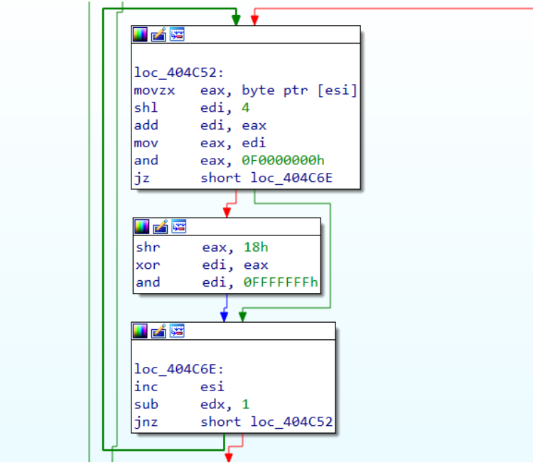 loc_404C52:
movzx eax, byte ptr [esi]
shl edi, 4
add edi, eax
mov eax, edi
and eax, 0F0000000h
jz short loc_404C6E
shr eax, 18h
xor edi, eax
and edi, 0FFFFFFFh
loc_404C6E:
inc esi
sub edx, 1
jnz short loc_404C52